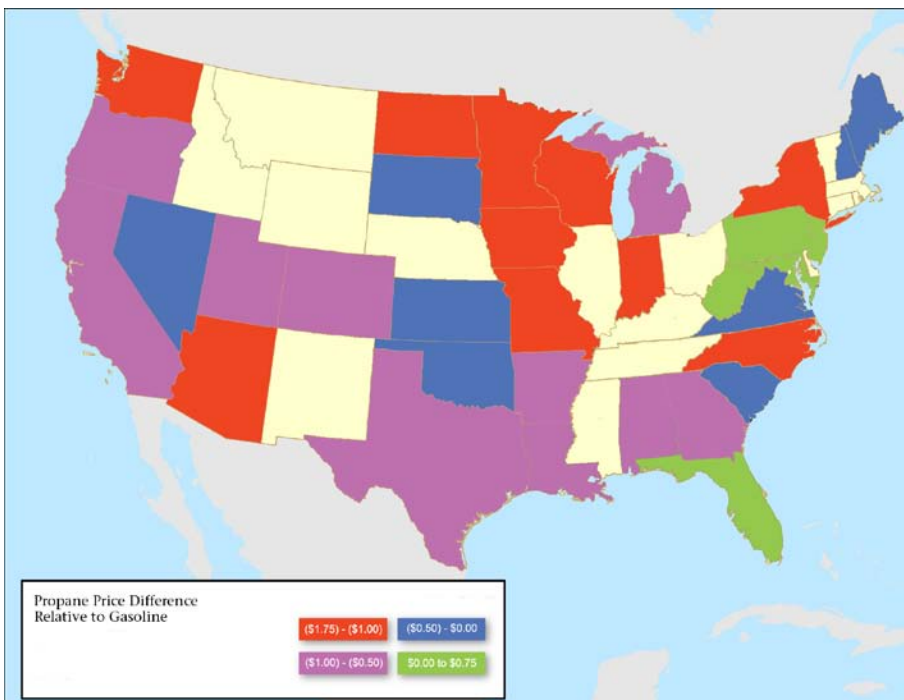 Propane Price Difference
Relative to Gasoline
($1.75) - ($1.00)
($0.50) - $0.00
($1.00) - ($0.50)
$0.00 to $0.75